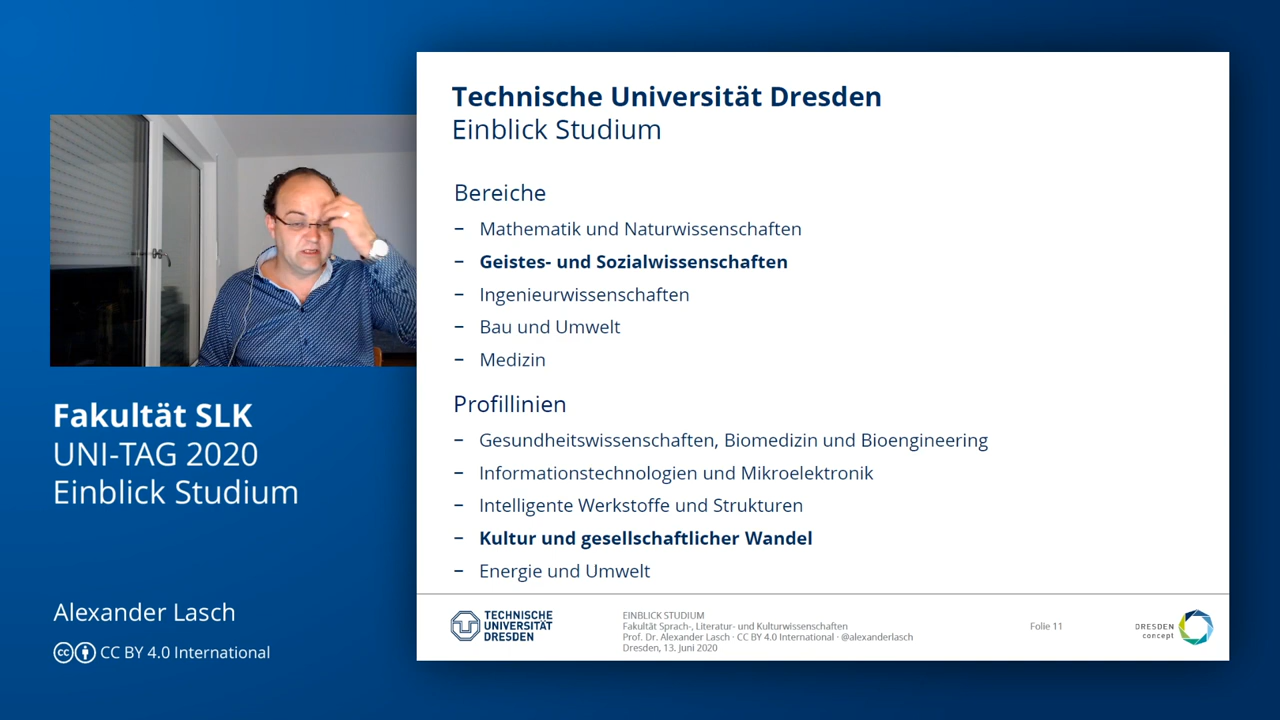 Technische Universität Dresden
Einblick Studium
Bereiche
− Mathematik und Naturwissenschaften
− Geistes- und Sozialwissenschaften
− Ingenieurwissenschaften
− Bau und Umwelt
− Medizin
Profillinien
− Gesundheitswissenschaften, Biomedizin und Bioengineering
− Informationstechnologien und Mikroelektronik
− Intelligente Werkstoffe und Strukturen
− Kultur und gesellschaftlicher Wandel
− Energie und Umwelt
TECHNISCHE
UNIVERSITÄT
DRESDEN
EINBLICK STUDIUM
Fakultät Sprach-, Literatur- und Kulturwissenschaften
Prof. Dr. Alexander Lasch · CC BY 4.0 International · @alexanderlasch
Dresden, 13. Juni 2020
Folie 11
DRESDEN
concept
Fakultät SLK
UNI-TAG 2020
Einblick Studium
Alexander Lasch
cc CC BY 4.0 International